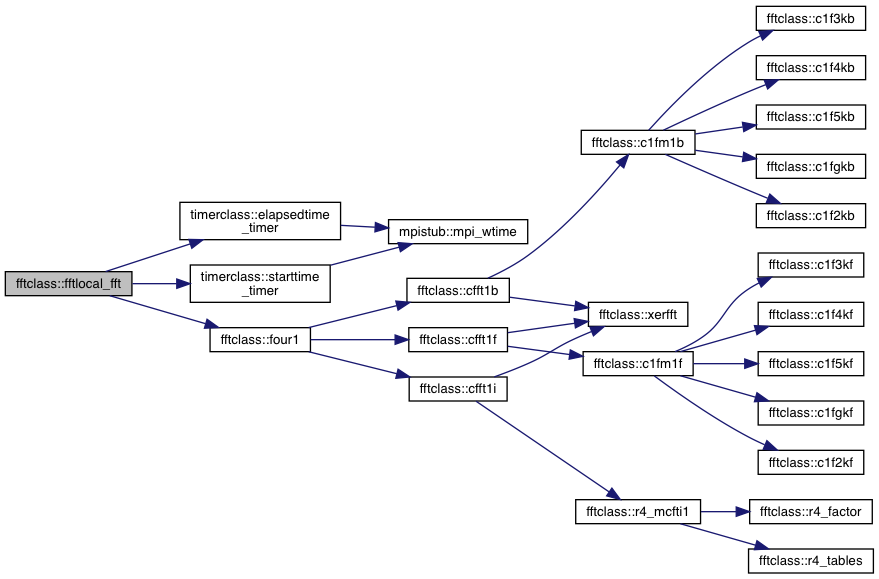 fftclass::fftlocal_fft
timerclass::elapsedtime
_timer
timerclass::starttime
_timer
fftclass::four1
mpistub::mpi_wtime
fftclass::cfft1b
fftclass::cfft1f
fftclass::cfft1i
fftclass::c1fm1b
fftclass::xerfft
fftclass::c1fm1f
fftclass::r4_mcfti1
fftclass::c1f3kb
fftclass::c1f4kb
fftclass::c1f5kb
fftclass::c1fgkb
fftclass::c1f2kb
fftclass::c1f3kf
fftclass::c1f4kf
fftclass::c1f5kf
fftclass::c1fgkf
fftclass::c1f2kf
fftclass::r4_factor
fftclass::r4_tables